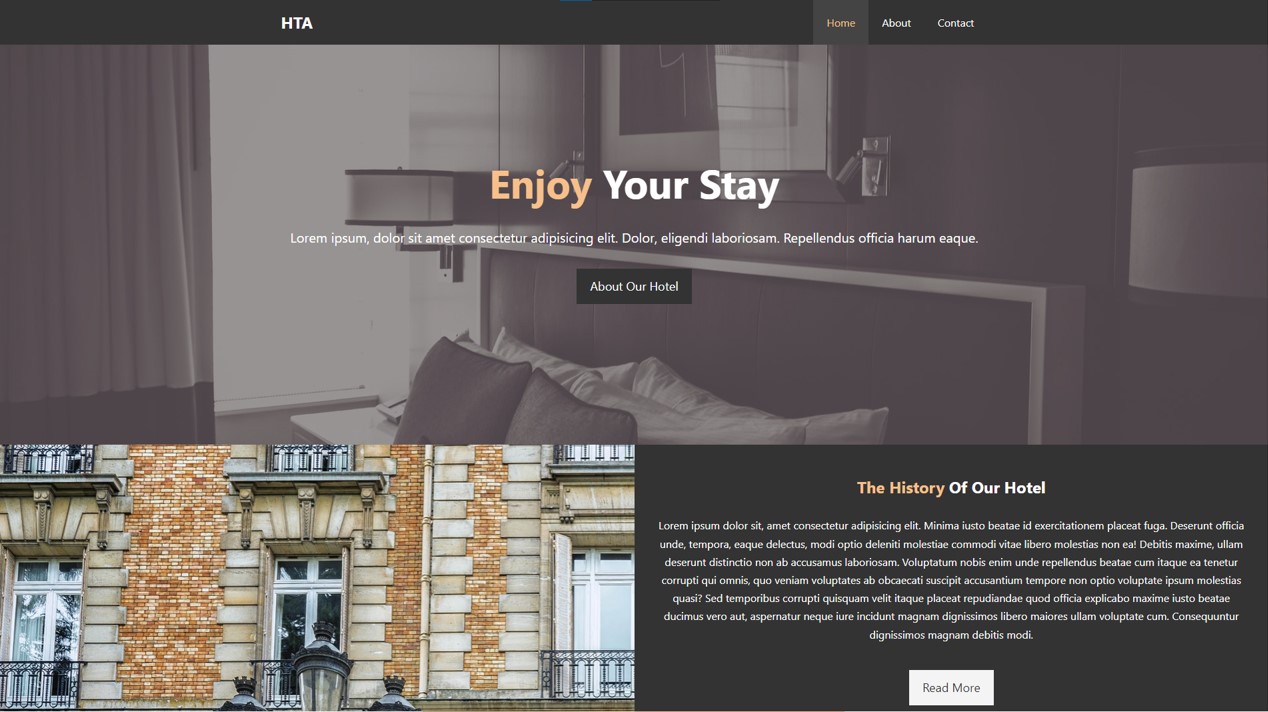 HTA
Home
About
Contact
Enjoy Your Stay
Lorem ipsum, dolor sit amet consectetur adipisicing elit. Dolor, eligendi laboriosam. Repellendus officia harum eaque.
About Our Hotel
The History Of Our Hotel
Lorem ipsum dolor sit, amet consectetur adipisicing elit. Minima iusto beatae id exercitationem placeat fuga. Deserunt officia
unde, tempora, eaque delectus, modi optio deleniti molestiae commodi vitae libero molestias non ea! Debitis maxime, ullam
deserunt distinctio non ab accusamus laboriosam. Voluptatum nobis enim unde repellendus beatae cum itaque ea tenetur
corrupti qui omnis, quo veniam voluptates ab obcaecati suscipit accusantium tempore non optio voluptate ipsum molestias
quasi? Sed temporibus corrupti quisquam velit itaque placeat repudiandae quod officia explicabo maxime iusto beatae
ducimus vero aut, aspernatur neque iure incidunt magnam dignissimos libero maiores ullam voluptate cum. Consequuntur
dignissimos magnam debitis modi.
Read More